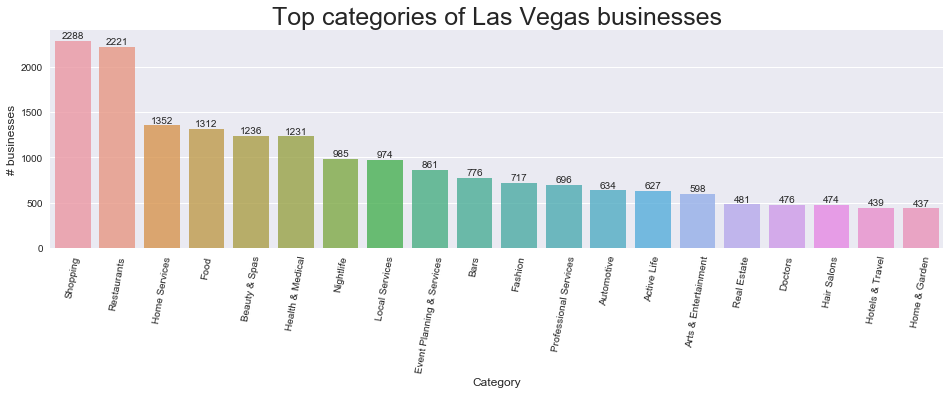 Top categories of Las Vegas businesses
# businesses
2000
1500
1000
500
0
2288
2221
1352
1312
1236
1231
985
974
861
776
717
696
634
627
598
481
476
474
439
437
Shopping
Restaurants
Home Services
Food
Beauty & Spas
Health & Medical
Nightlife
Local Services
Event Planning & Services
Bars
Fashion
Professional Services
Automotive
Active Life
Arts & Entertainment
Real Estate
Doctors
Hair Salons
Hotels & Travel
Home & Garden
Category